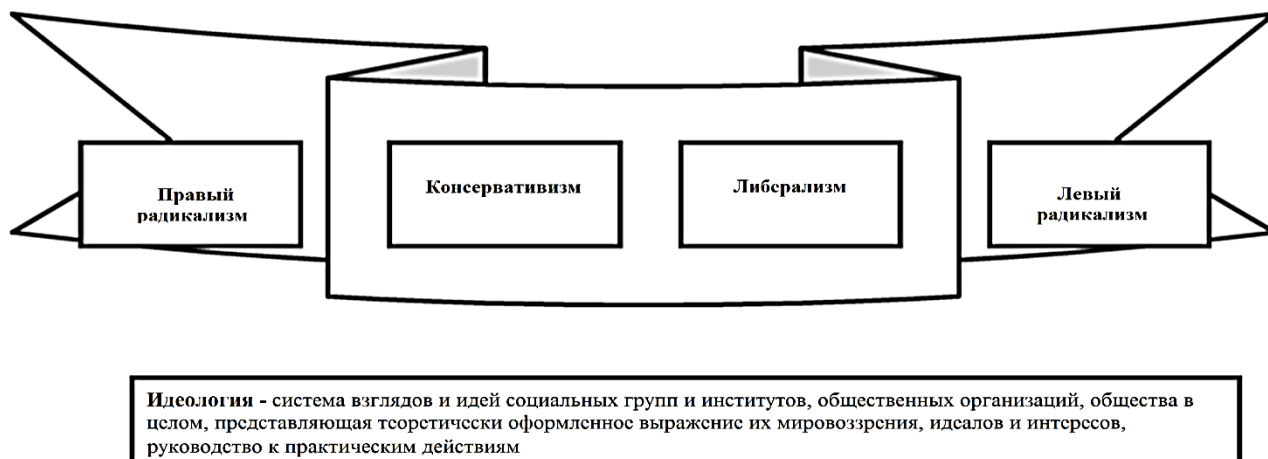 Правый
радикализм
Консервативизм
Либерализм
Левый
радикализм
Идеология - система взглядов и идей социальных групп и институтов, общественных организаций, общества в
целом, представляющая теоретически оформленное выражение их мировоззрения, идеалов и интересов,
руководство к практическим действиям